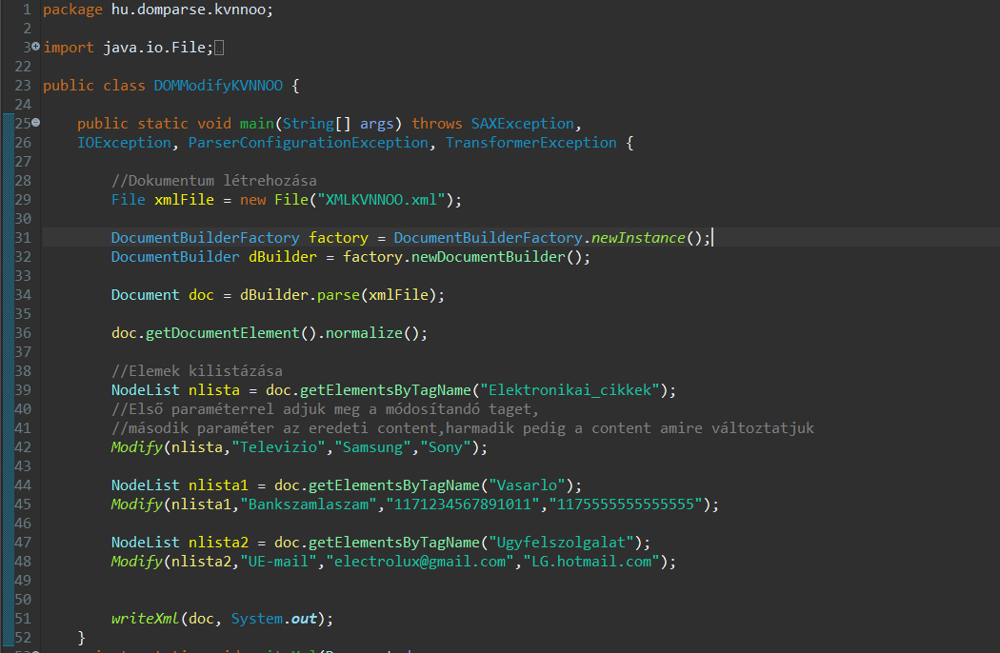 1 package hu.domparse.kvnnoo;
2
3 import java.io.File;
22
23 public class DOMModifyKVNNOO {
24
25 public static void main(String[] args) throws SAXException,
26 IOException, ParserConfigurationException, TransformerException {
27
28 //Dokumentum létrehozása
29 File xmlFile = new File("XMLKVNNOO.xml");
30
31 DocumentBuilderFactory factory = DocumentBuilderFactory.newInstance();
32 DocumentBuilder dBuilder = factory.newDocumentBuilder();
33
34 Document doc = dBuilder.parse(xmlFile);
35
36 doc.getDocumentElement().normalize();
37
38 //Elemek kilistázása
39 NodeList nlista = doc.getElementsByTagName("Elektronikai_cikkek");
40 //Első paraméterrel adjuk meg a módosítandó taget,
41 //második paraméter az eredeti content,harmadik pedig a content amire változtatjuk
42 Modify(nlista,"Televizio","Samsung","Sony");
43
44 NodeList nlista1 = doc.getElementsByTagName("Vasarlo");
45 Modify(nlista1,"Bankszamlaszam","1171234567891011","1175555555555555");
46
47 NodeList nlista2 = doc.getElementsByTagName("Ugyfelszolgalat");
48 Modify(nlista2,"UE-mail","electrolux@gmail.com","LG.hotmail.com");
49
50
51 writeXml(doc, System.out);
52 }